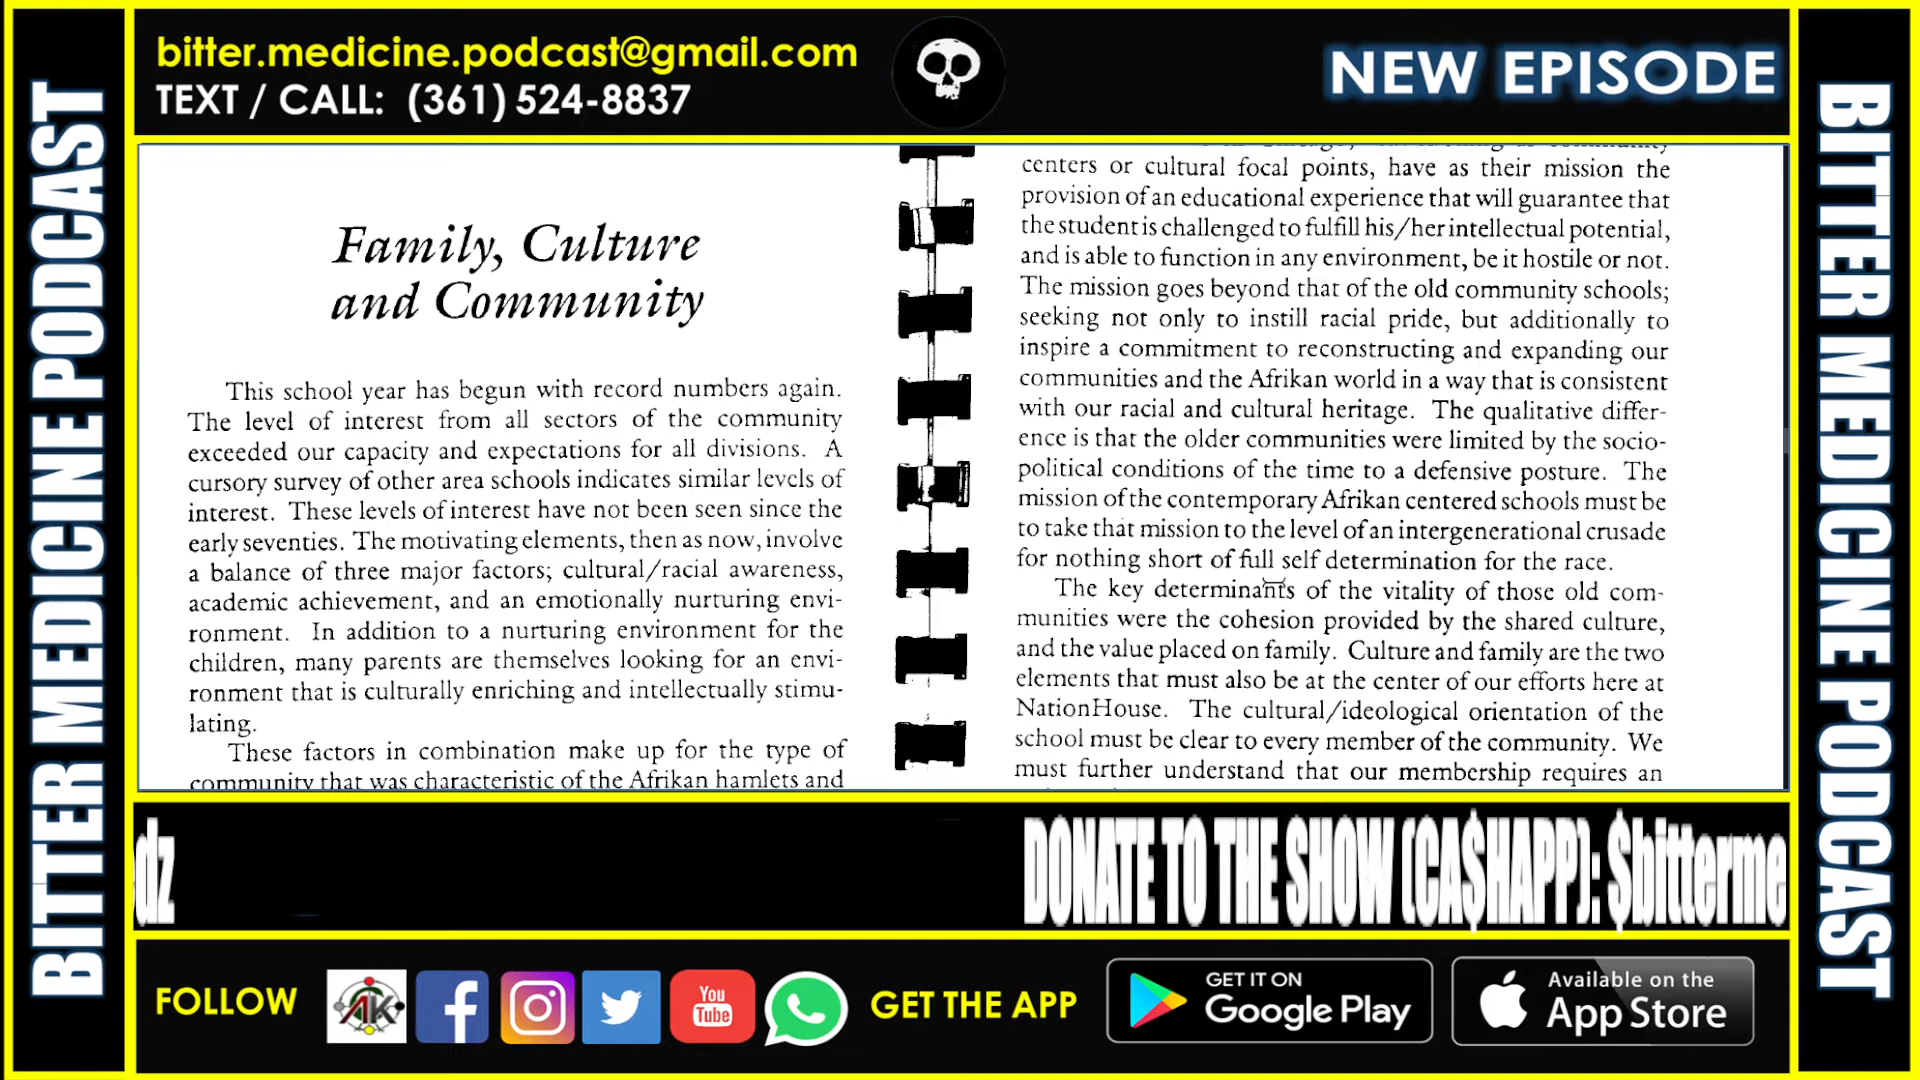 bitter.medicine.podcast@gmail.com
TEXT / CALL: (361) 524-8837
NEW EPISODE
BITTER MEDICINE PODCAST
Family, Culture
and Community
This school year has begun with record numbers again.
The level of interest from all sectors of the community
exceeded our capacity and expectations for all divisions. A
cursory survey of other area schools indicates similar levels of
interest. These levels of interest have not been seen since the
early seventies. The motivating elements, then as now, involve
a balance of three major factors; cultural/racial awareness,
academic achievement, and an emotionally nurturing envi-
ronment. In addition to a nurturing environment for the
children, many parents are themselves looking for an envi-
ronment that is culturally enriching and intellectually stimu-
lating.
These factors in combination make up for the type of
community that was characteristic of the Afrikan hamlets and
centers or cultural focal points, have as their mission the
provision of an educational experience that will guarantee that
the student is challenged to fulfill his/her intellectual potential,
and is able to function in any environment, be it hostile or not.
The mission goes beyond that of the old community schools;
seeking not only to instill racial pride, but additionally to
inspire a commitment to reconstructing and expanding our
communities and the Afrikan world in a way that is consistent
with our racial and cultural heritage. The qualitative differ-
ence is that the older communities were limited by the socio-
political conditions of the time to a defensive posture. The
mission of the contemporary Afrikan centered schools must be
to take that mission to the level of an intergenerational crusade
for nothing short of full self determination for the race.
The key determinants of the vitality of those old com-
munities were the cohesion provided by the shared culture,
and the value placed on family. Culture and family are the two
elements that must also be at the center of our efforts here at
NationHouse. The cultural/ideological orientation of the
school must be clear to every member of the community. We
must further understand that our membership requires an
BITTER MEDICINE PODCAST
dz
DONATE TO THE SHOW (CA$HAPP): $bitterme
FOLLOW
AK
You
Tube
GET THE APP
GET IT ON
Google Play
Available on the
App Store